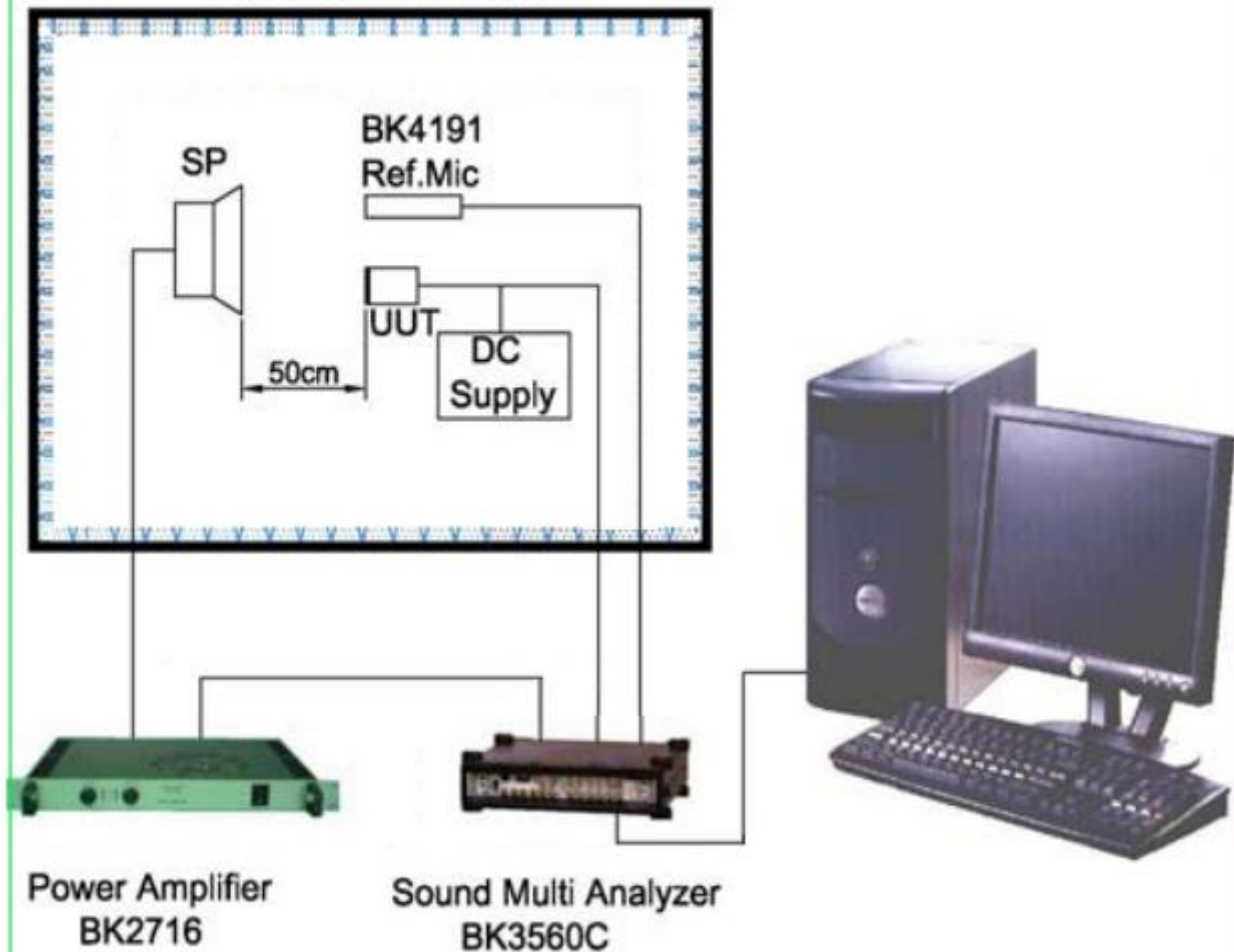 SP
BK4191
Ref.Mic
UUT
DC
Supply
50cm
Power Amplifier
BK2716
Sound Multi Analyzer
BK3560C